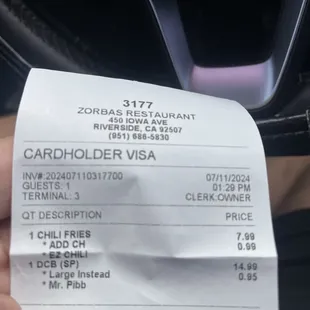 3177
ZORBAS RESTAURANT
450 IOWA AVE
RIVERSIDE, CA 92507
(951) 686-5830
CARDHOLDER VISA
INV#:202407110317700 07/11/2024
GUESTS: 1 01:29 PM
TERMINAL: 3 CLERK:OWNER
QT DESCRIPTION PRICE
1 CHILI FRIES 7.99
* ADD CH 0.99
* EZ CHILI
1 DCB (SP) 14.99
* Large Instead 0.95
* Mr. Pibb